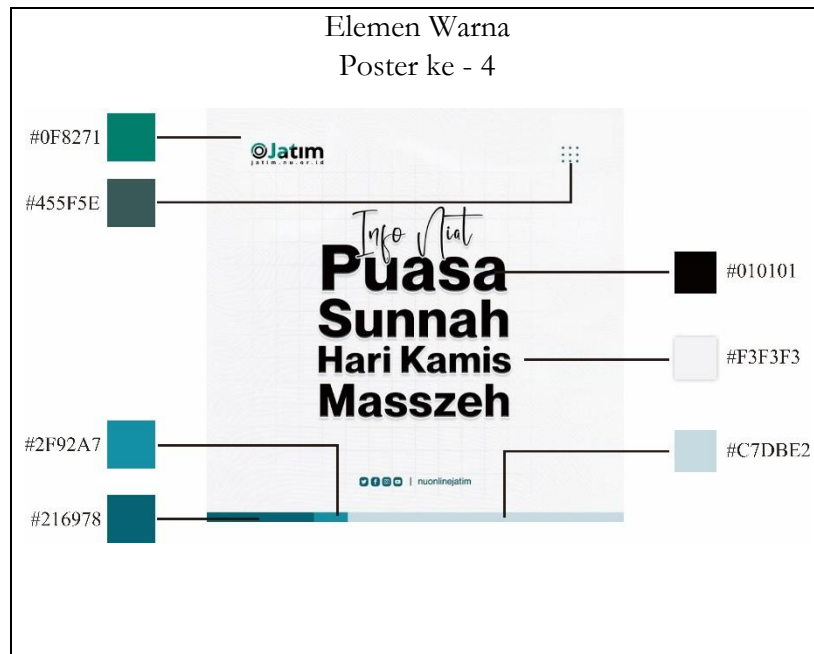 Elemen Warna
Poster ke - 4
#0F8271
#455F5E
#2F92A7
#216978
Jatim
jatim.nu.or.id
Info Niat
Puasa
Sunnah
Hari Kamis
Masszeh
nuonlinejatim
#010101
#F3F3F3
#C7DBE2